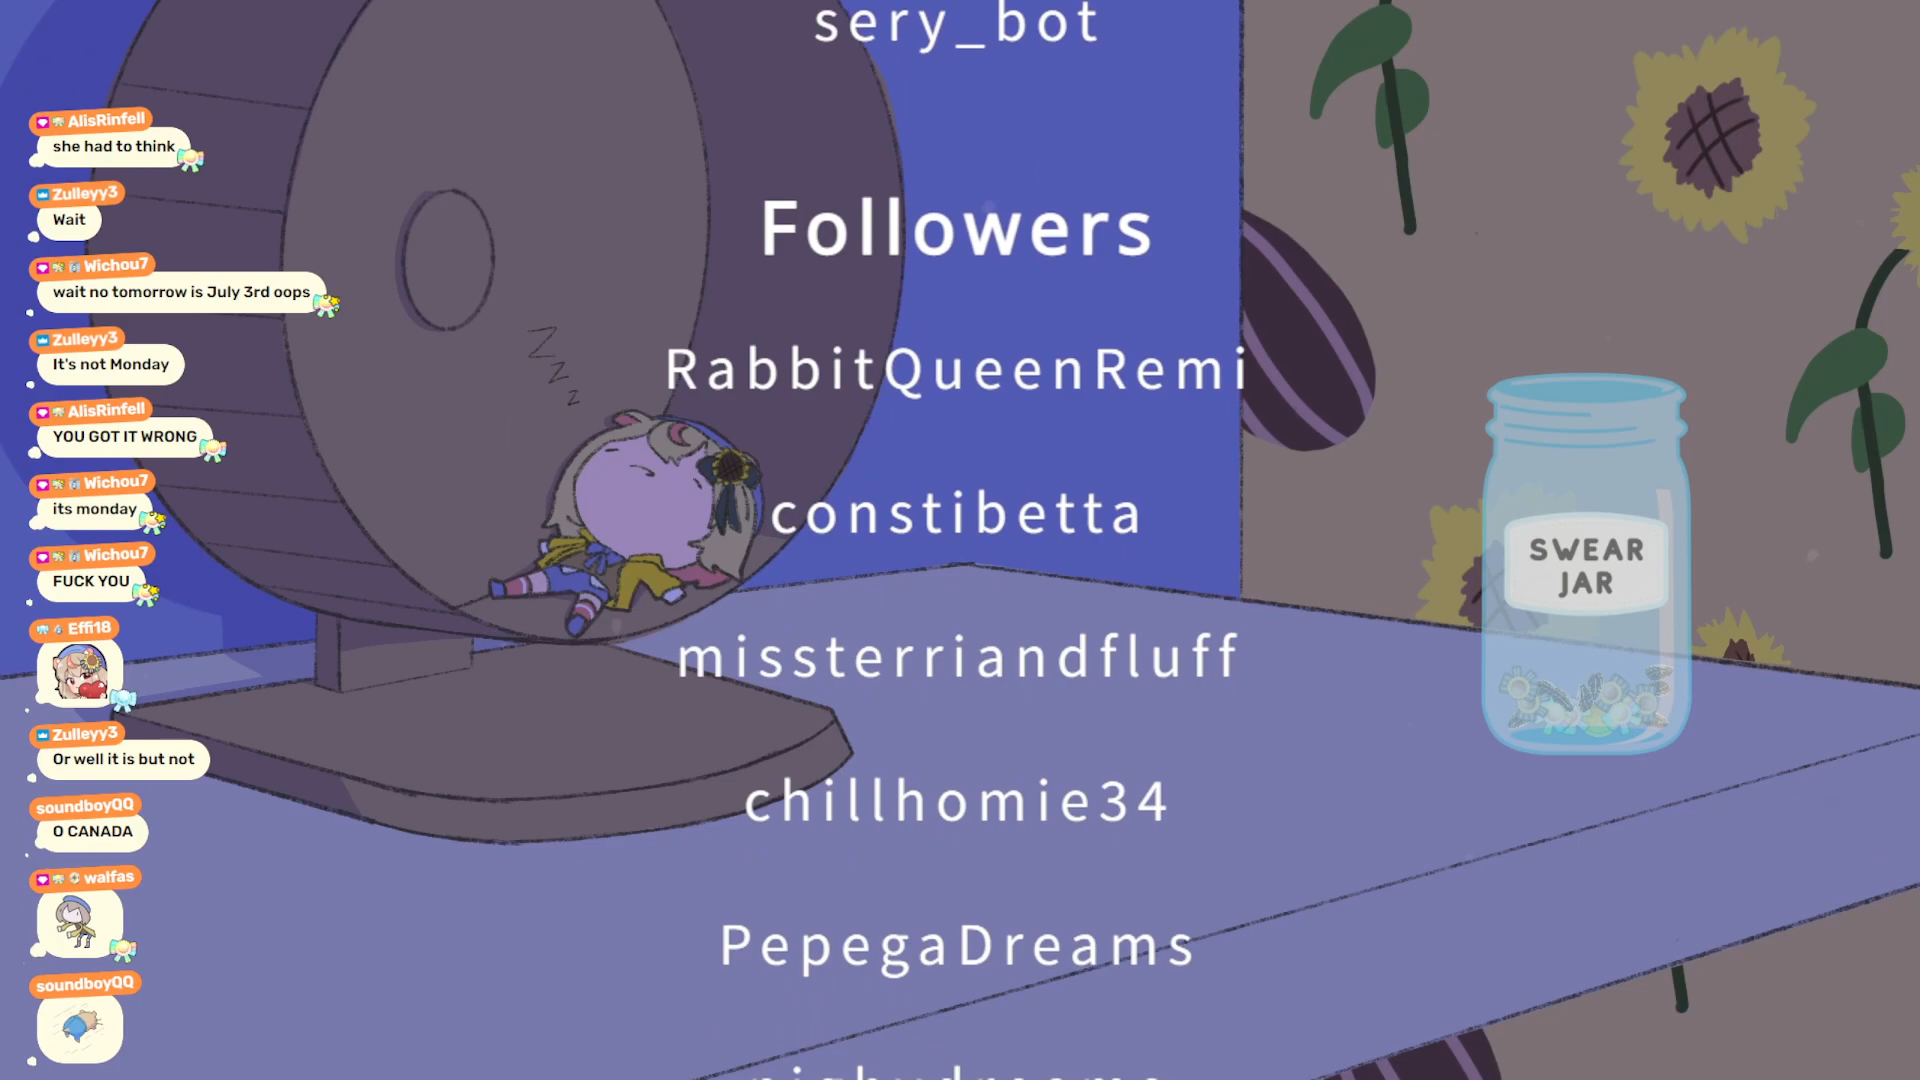 AlisRinfell
she had to think
Zulleyy3
Wait
Wichou7
wait no tomorrow is July 3rd oops
Zulleyy3
It's not Monday
AlisRinfell
YOU GOT IT WRONG
Wichou7
its monday
Wichou7
FUCK YOU
Effi18
Zulleyy3
Or well it is but not
soundboyQQ
O CANADA
walfas
soundboyQQ
zzzz
sery_bot
Followers
RabbitQueenRemi
constibetta
missterriandfluff
chillhomie34
PepegaDreams
SWEAR
JAR